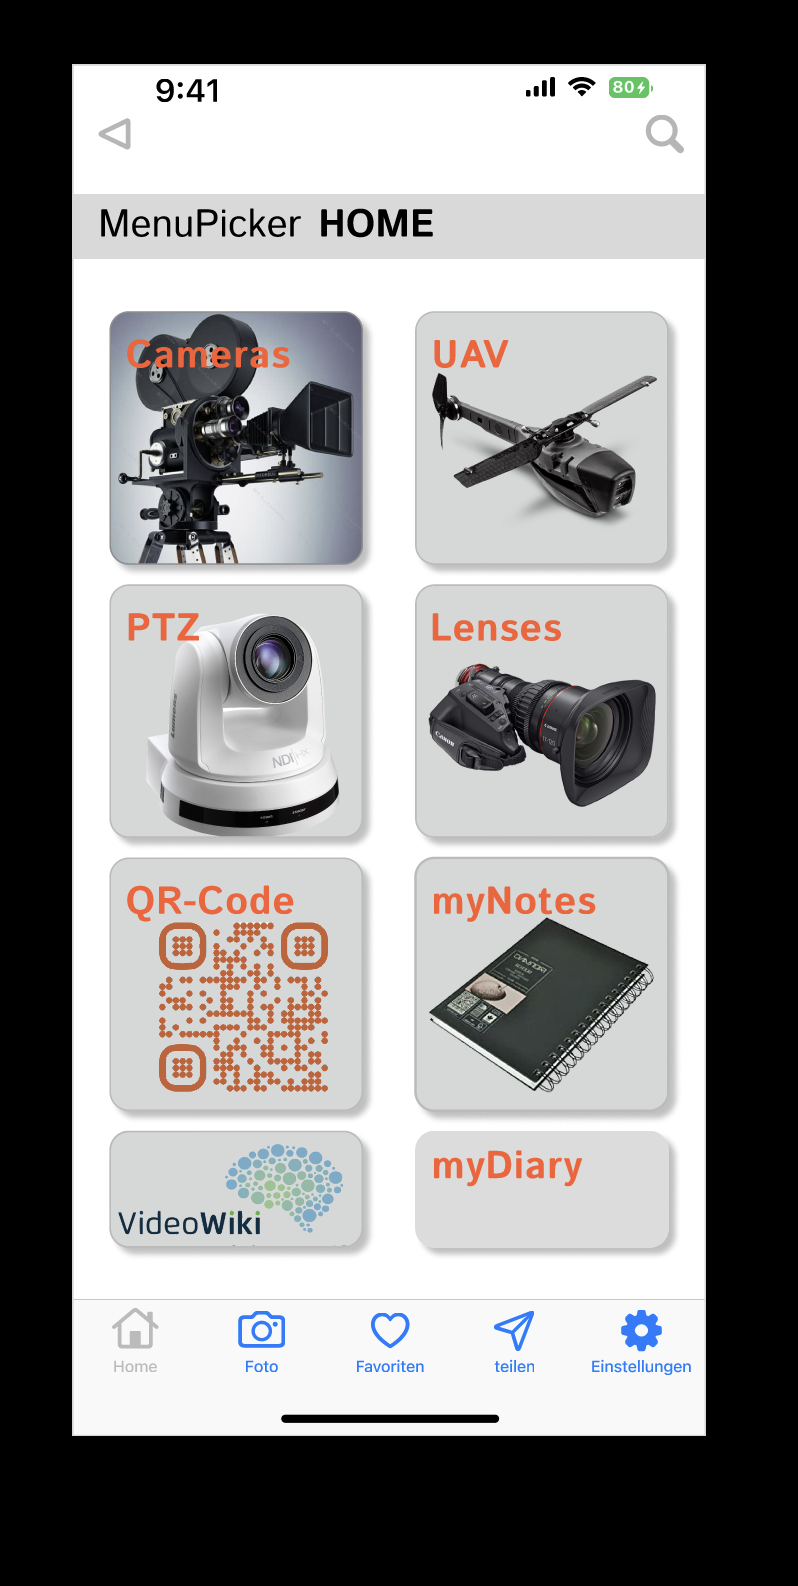 9:41
80
MenuPicker HOME
Cameras
UAV
PTZ
Lenses
Lumens
NDI|HX
Canon
QR-Code
myNotes
VideoWiki
myDiary
Home
Foto
Favoriten
teilen
Einstellungen